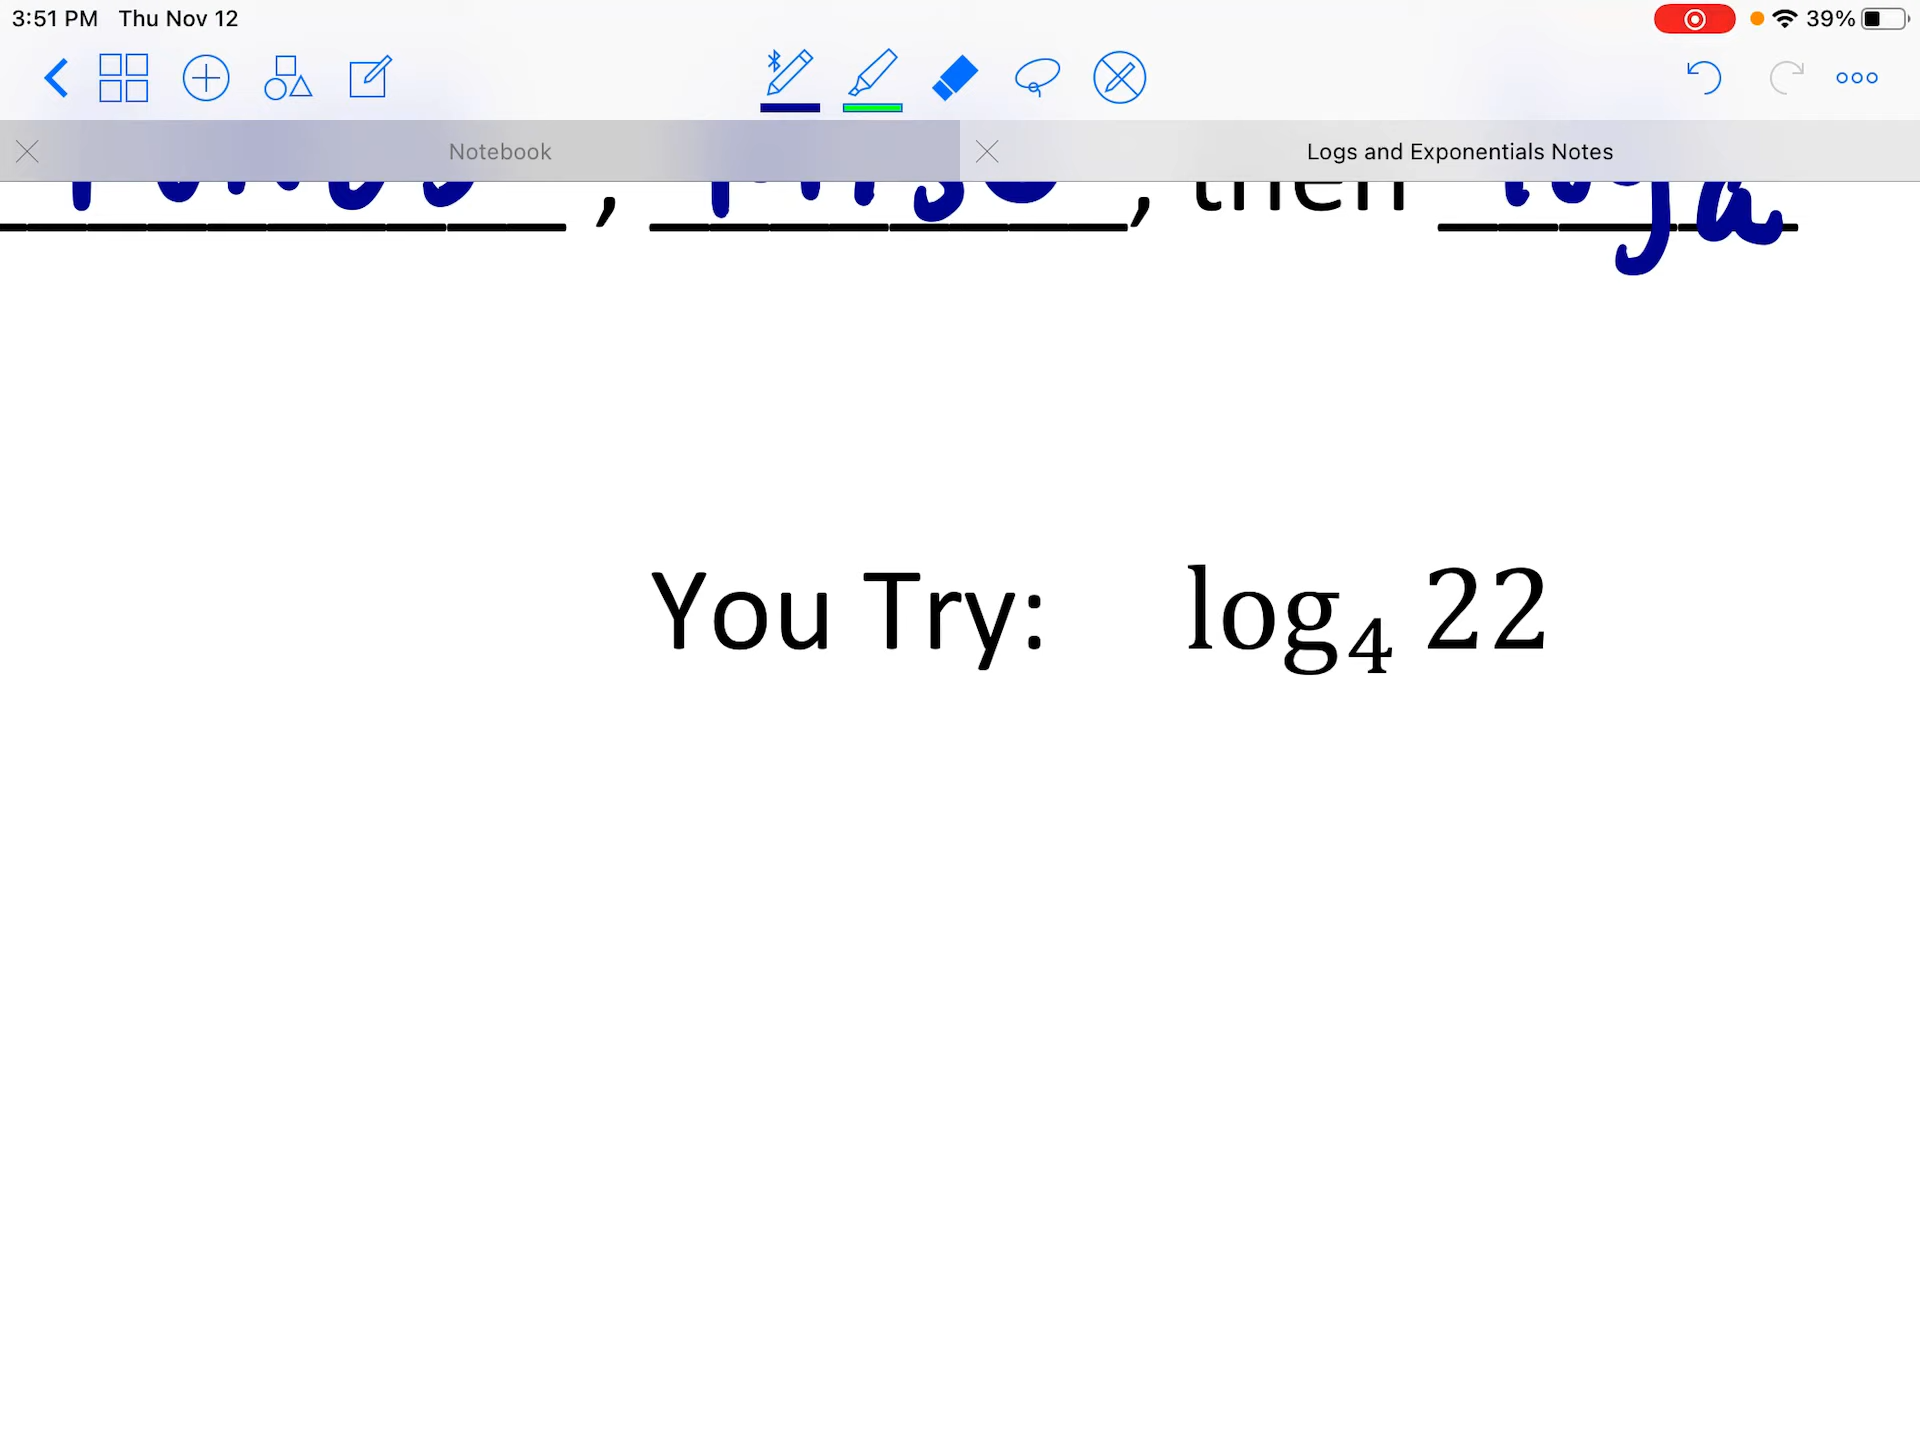 3:51 PM Thu Nov 12 39%
Notebook Logs and Exponentials Notes
, , then
You Try: log₄ 22